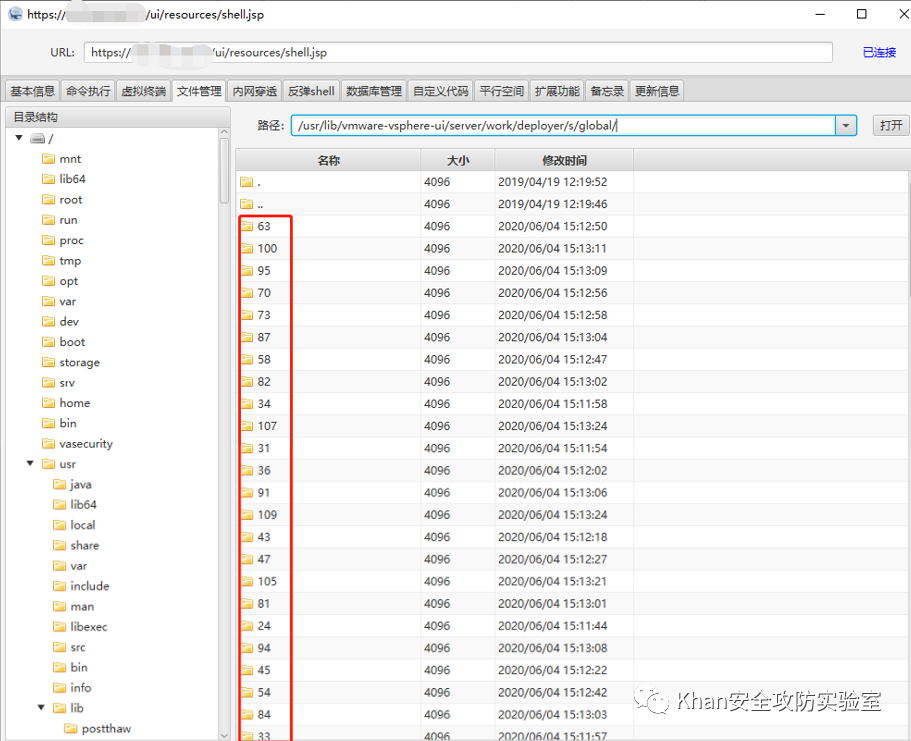 https:// /ui/resources/shell.jsp
URL: https:// /ui/resources/shell.jsp 已连接
基本信息 命令执行 虚拟终端 文件管理 内网穿透 反弹shell 数据库管理 自定义代码 平行空间 扩展功能 备忘录 更新信息
目录结构
路径: /usr/lib/vmware-vsphere-ui/server/work/deployer/s/global/ 打开
/
mnt
lib64
root
run
proc
tmp
opt
var
dev
boot
storage
srv
home
bin
vasecurity
usr
java
lib64
local
share
var
include
man
libexec
src
bin
info
lib
postthaw
名称 大小 修改时间
. 4096 2019/04/19 12:19:52
.. 4096 2019/04/19 12:19:46
63 4096 2020/06/04 15:12:50
100 4096 2020/06/04 15:13:11
95 4096 2020/06/04 15:13:09
70 4096 2020/06/04 15:12:56
73 4096 2020/06/04 15:12:58
87 4096 2020/06/04 15:13:04
58 4096 2020/06/04 15:12:47
82 4096 2020/06/04 15:13:02
34 4096 2020/06/04 15:11:58
107 4096 2020/06/04 15:13:24
31 4096 2020/06/04 15:11:54
36 4096 2020/06/04 15:12:02
91 4096 2020/06/04 15:13:06
109 4096 2020/06/04 15:13:24
43 4096 2020/06/04 15:12:18
47 4096 2020/06/04 15:12:27
105 4096 2020/06/04 15:13:21
81 4096 2020/06/04 15:13:01
24 4096 2020/06/04 15:11:44
94 4096 2020/06/04 15:13:08
45 4096 2020/06/04 15:12:22
54 4096 2020/06/04 15:12:42
84 4096 2020/06/04 15:13:03
33 4096 2020/06/04 15:11:57
Khan安全攻防实验室